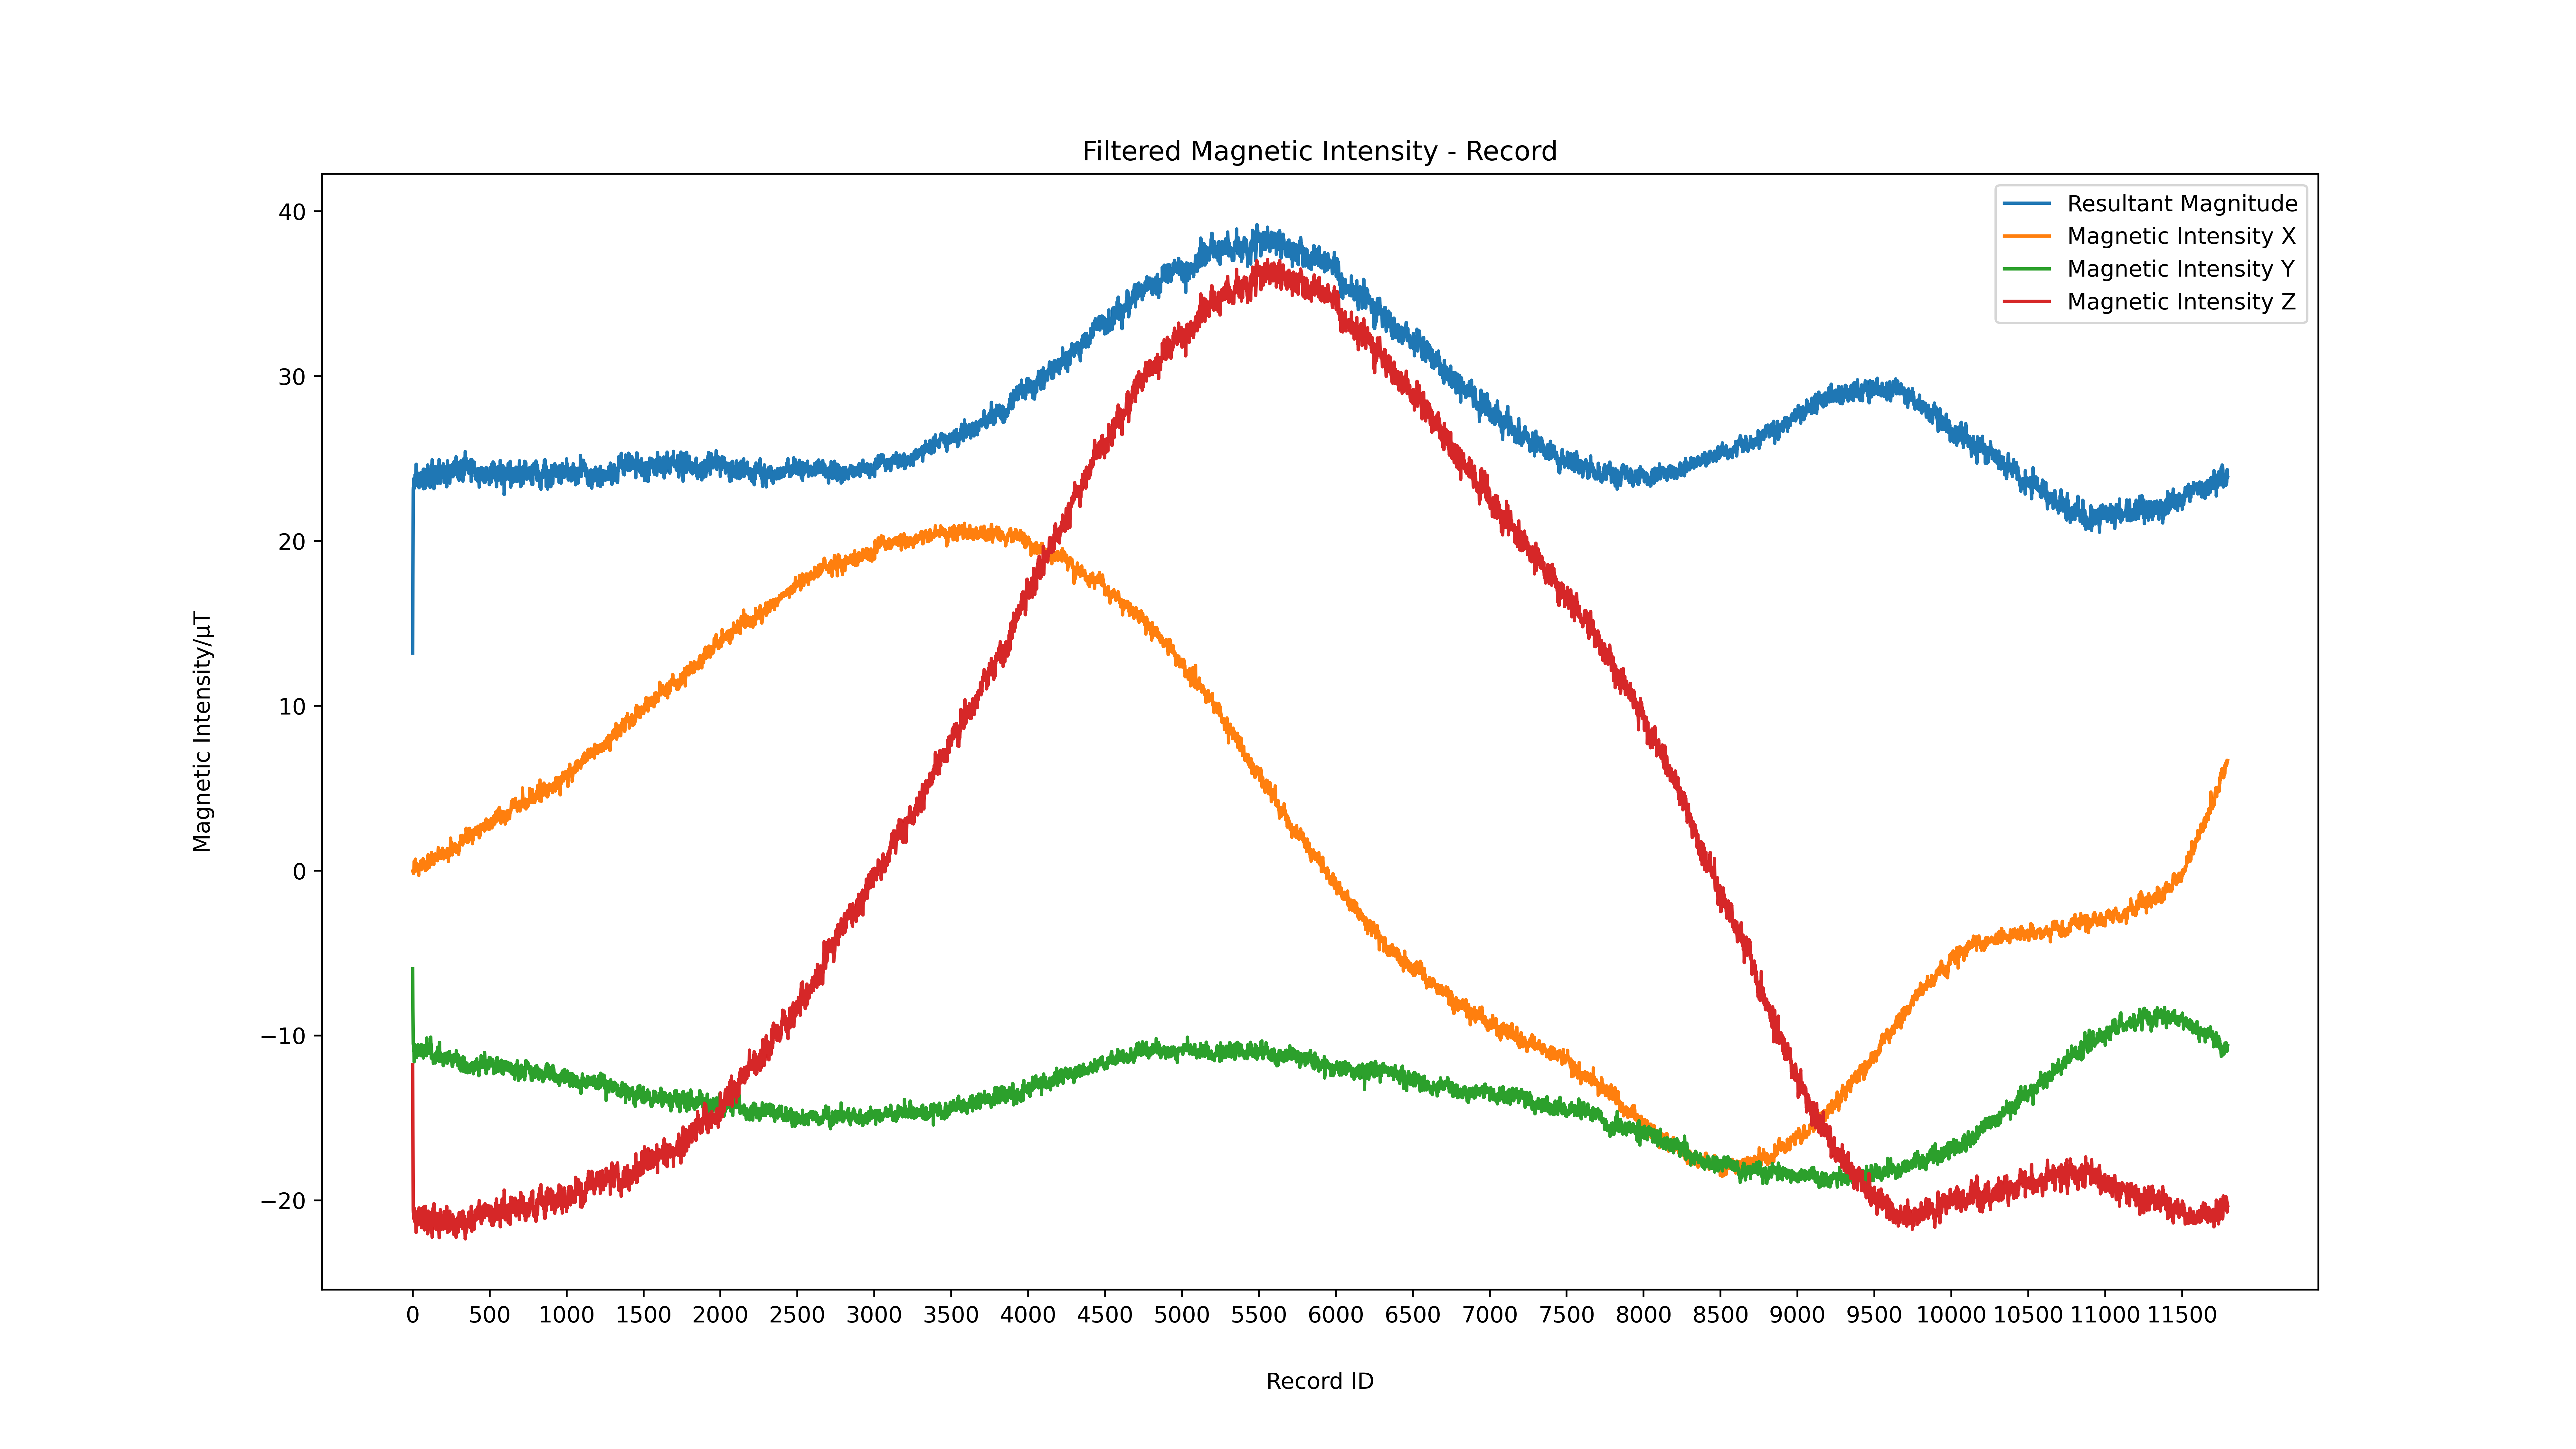 Filtered Magnetic Intensity - Record
Resultant Magnitude
Magnetic Intensity X
Magnetic Intensity Y
Magnetic Intensity Z
40
30
20
10
0
−10
−20
Magnetic Intensity/μT
0 500 1000 1500 2000 2500 3000 3500 4000 4500 5000 5500 6000 6500 7000 7500 8000 8500 9000 9500 10000 10500 11000 11500
Record ID